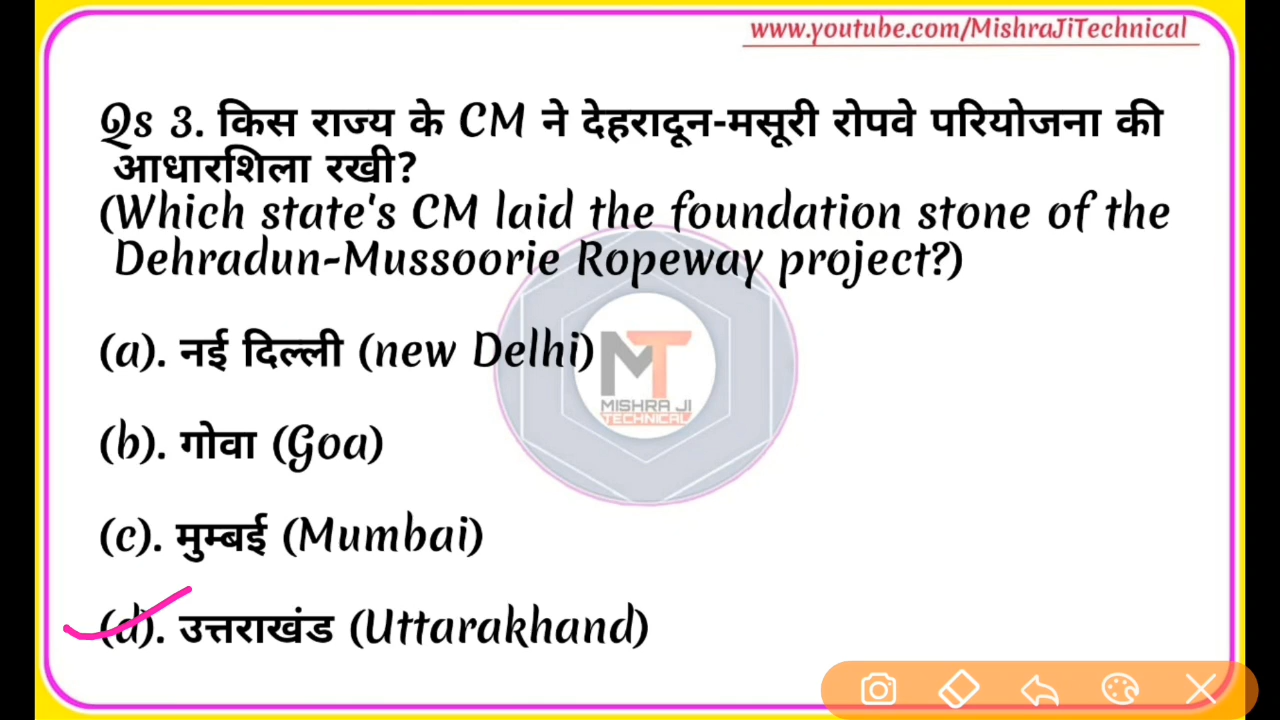 www.youtube.com/MishraJiTechnical
Qs 3. किस राज्य के CM ने देहरादून-मसूरी रोपवे परियोजना की
आधारशिला रखी?
(Which state's CM laid the foundation stone of the
Dehradun-Mussoorie Ropeway project?)
(a). नई दिल्ली (new Delhi)
MT
MISHRA JI
TECHNICAL
(b). गोवा (Goa)
(c). मुम्बई (Mumbai)
(d). उत्तराखंड (Uttarakhand)